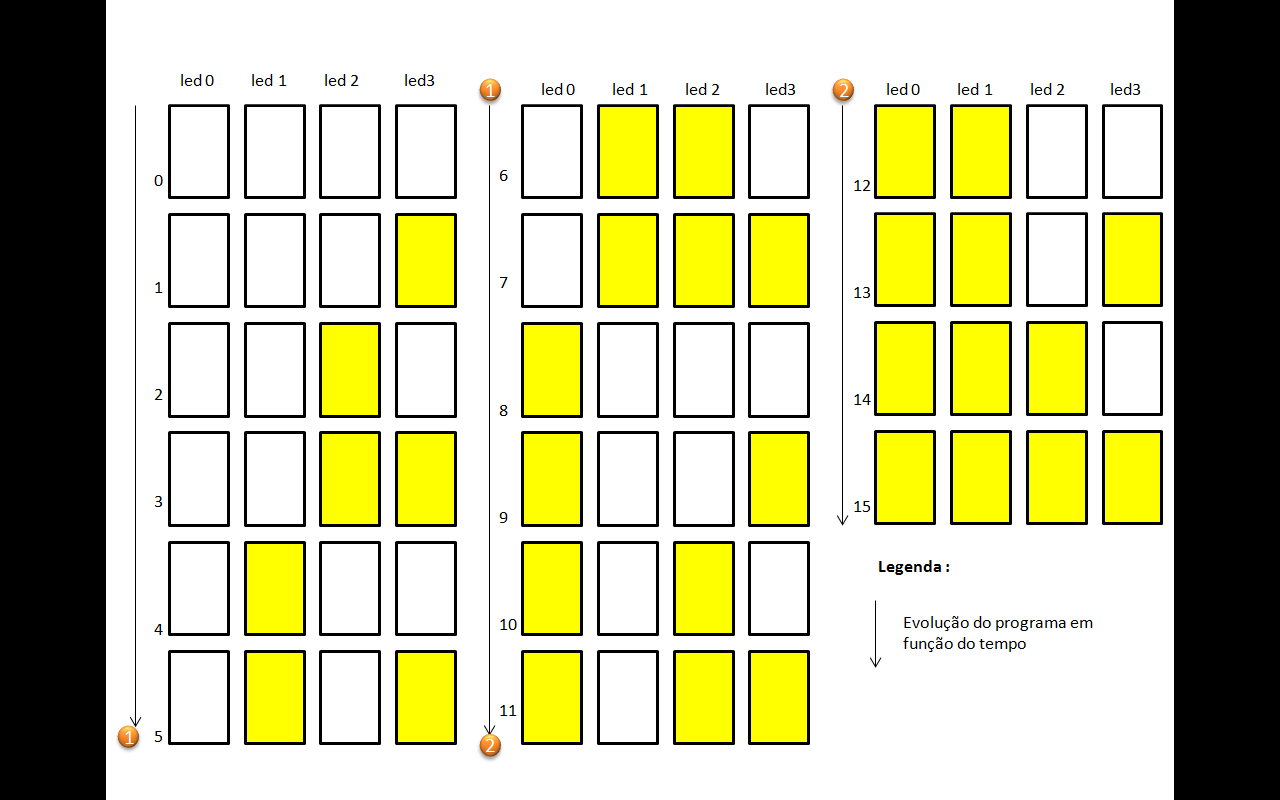 led 0 led 1 led 2 led3
0
1
2
3
4
1 5
1 led 0 led 1 led 2 led3
6
7
8
9
10
11
2
2 led 0 led 1 led 2 led3
12
13
14
15
Legenda :
Evolução do programa em
função do tempo